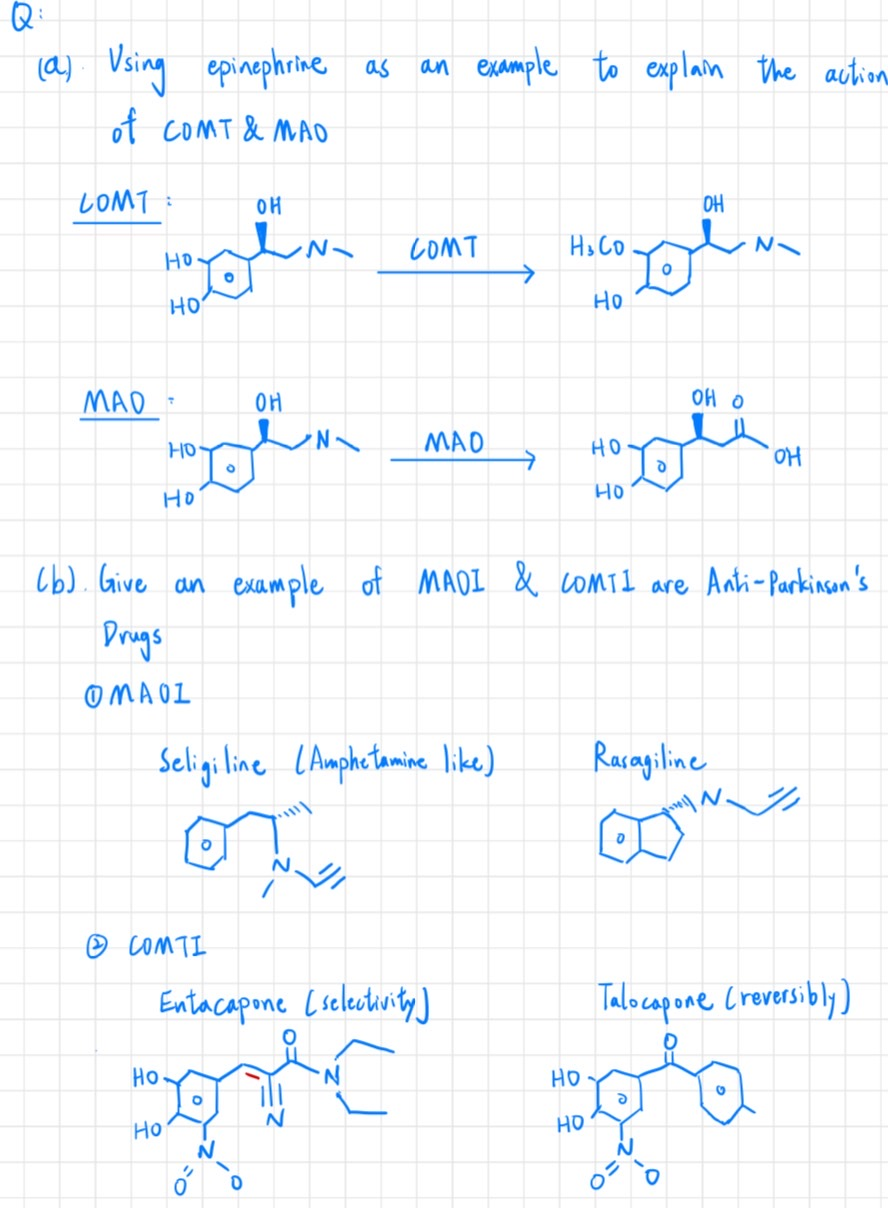 Q:
(a). Using epinephrine as an example to explain the action
of COMT & MAO
COMT :
OH
HO N COMT H3CO OH N
HO HO
MAO :
OH OH O
HO N MAO HO OH
HO HO
(b). Give an example of MAOI & COMTI are Anti-Parkinson's
Drugs
① MAOI
Seligiline (Amphetamine like) Rasagiline
N
N
② COMTI
Entacapone (selectivity) Talocapone (reversibly)
O O
HO N HO
HO N HO
N N
O O O O